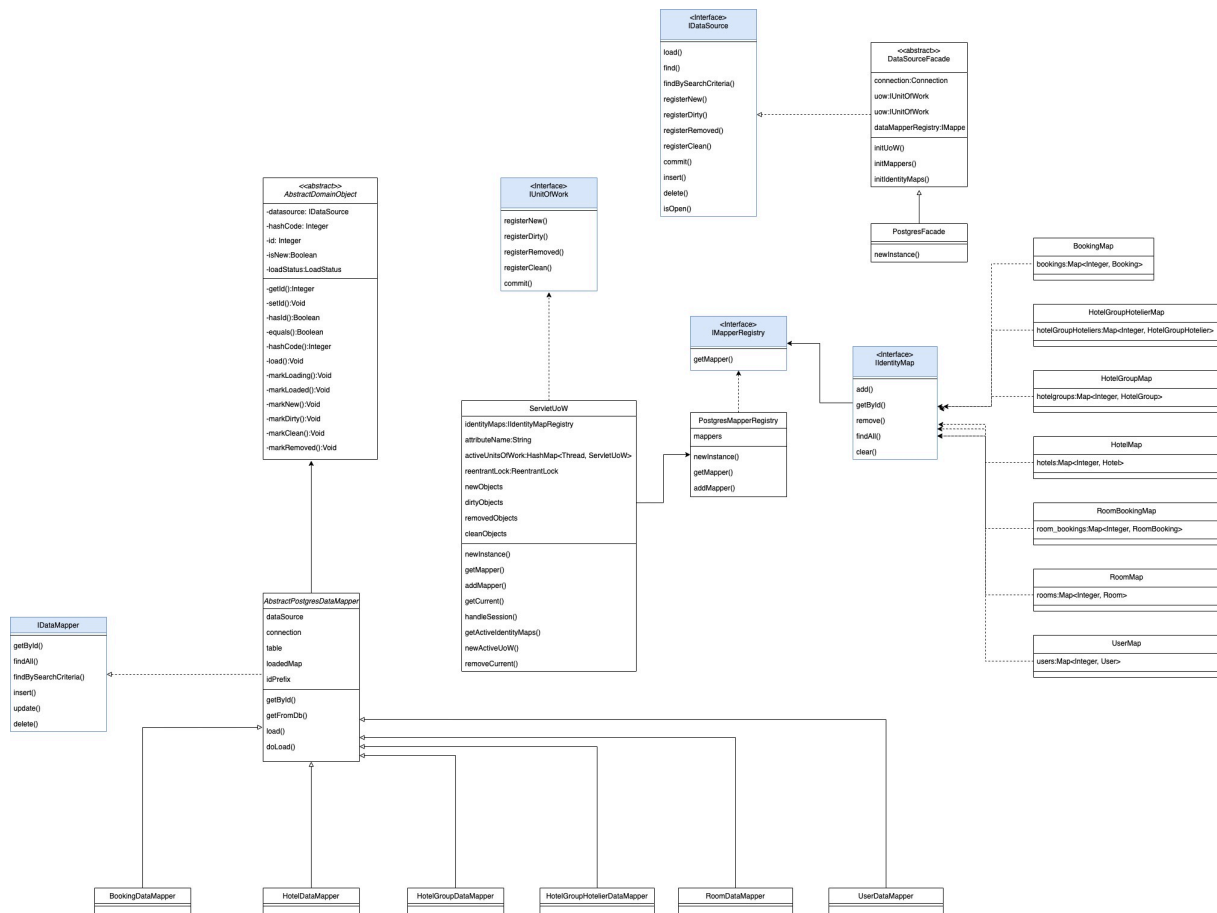 <Interface>
IDataSource
load()
find()
findBySearchCriteria()
registerNew()
registerDirty()
registerRemoved()
registerClean()
commit()
insert()
delete()
isOpen()
<<abstract>>
DataSourceFacade
connection:Connection
uow:IUnitOfWork
uow:IUnitOfWork
dataMapperRegistry:IMappe
initUoW()
initMappers()
initIdentityMaps()
PostgresFacade
newInstance()
<<abstract>>
AbstractDomainObject
-datasource: IDataSource
-hashCode: Integer
-id: Integer
-isNew:Boolean
-loadStatus:LoadStatus
-getId():Integer
-setId():Void
-hasId():Boolean
-equals():Boolean
-hashCode():Integer
-load():Void
-markLoading():Void
-markLoaded():Void
-markNew():Void
-markDirty():Void
-markClean():Void
-markRemoved():Void
<Interface>
IUnitOfWork
registerNew()
registerDirty()
registerRemoved()
registerClean()
commit()
<Interface>
IMapperRegistry
getMapper()
<Interface>
IIdentityMap
add()
getById()
remove()
findAll()
clear()
BookingMap
bookings:Map<Integer, Booking>
HotelGroupHotelierMap
hotelGroupHoteliers:Map<Integer, HotelGroupHotelier>
HotelGroupMap
hotelgroups:Map<Integer, HotelGroup>
HotelMap
hotels:Map<Integer, Hotel>
RoomBookingMap
room_bookings:Map<Integer, RoomBooking>
RoomMap
rooms:Map<Integer, Room>
UserMap
users:Map<Integer, User>
ServletUoW
identityMaps:IIdentityMapRegistry
attributeName:String
activeUnitsOfWork:HashMap<Thread, ServletUoW>
reentrantLock:ReentrantLock
newObjects
dirtyObjects
removedObjects
cleanObjects
newInstance()
getMapper()
addMapper()
getCurrent()
handleSession()
getActiveIdentityMaps()
newActiveUoW()
removeCurrent()
PostgresMapperRegistry
mappers
newInstance()
getMapper()
addMapper()
IDataMapper
getById()
findAll()
findBySearchCriteria()
insert()
update()
delete()
AbstractPostgresDataMapper
dataSource
connection
table
loadedMap
idPrefix
getById()
getFromDb()
load()
doLoad()
BookingDataMapper
HotelDataMapper
HotelGroupDataMapper
HotelGroupHotelierDataMapper
RoomDataMapper
UserDataMapper